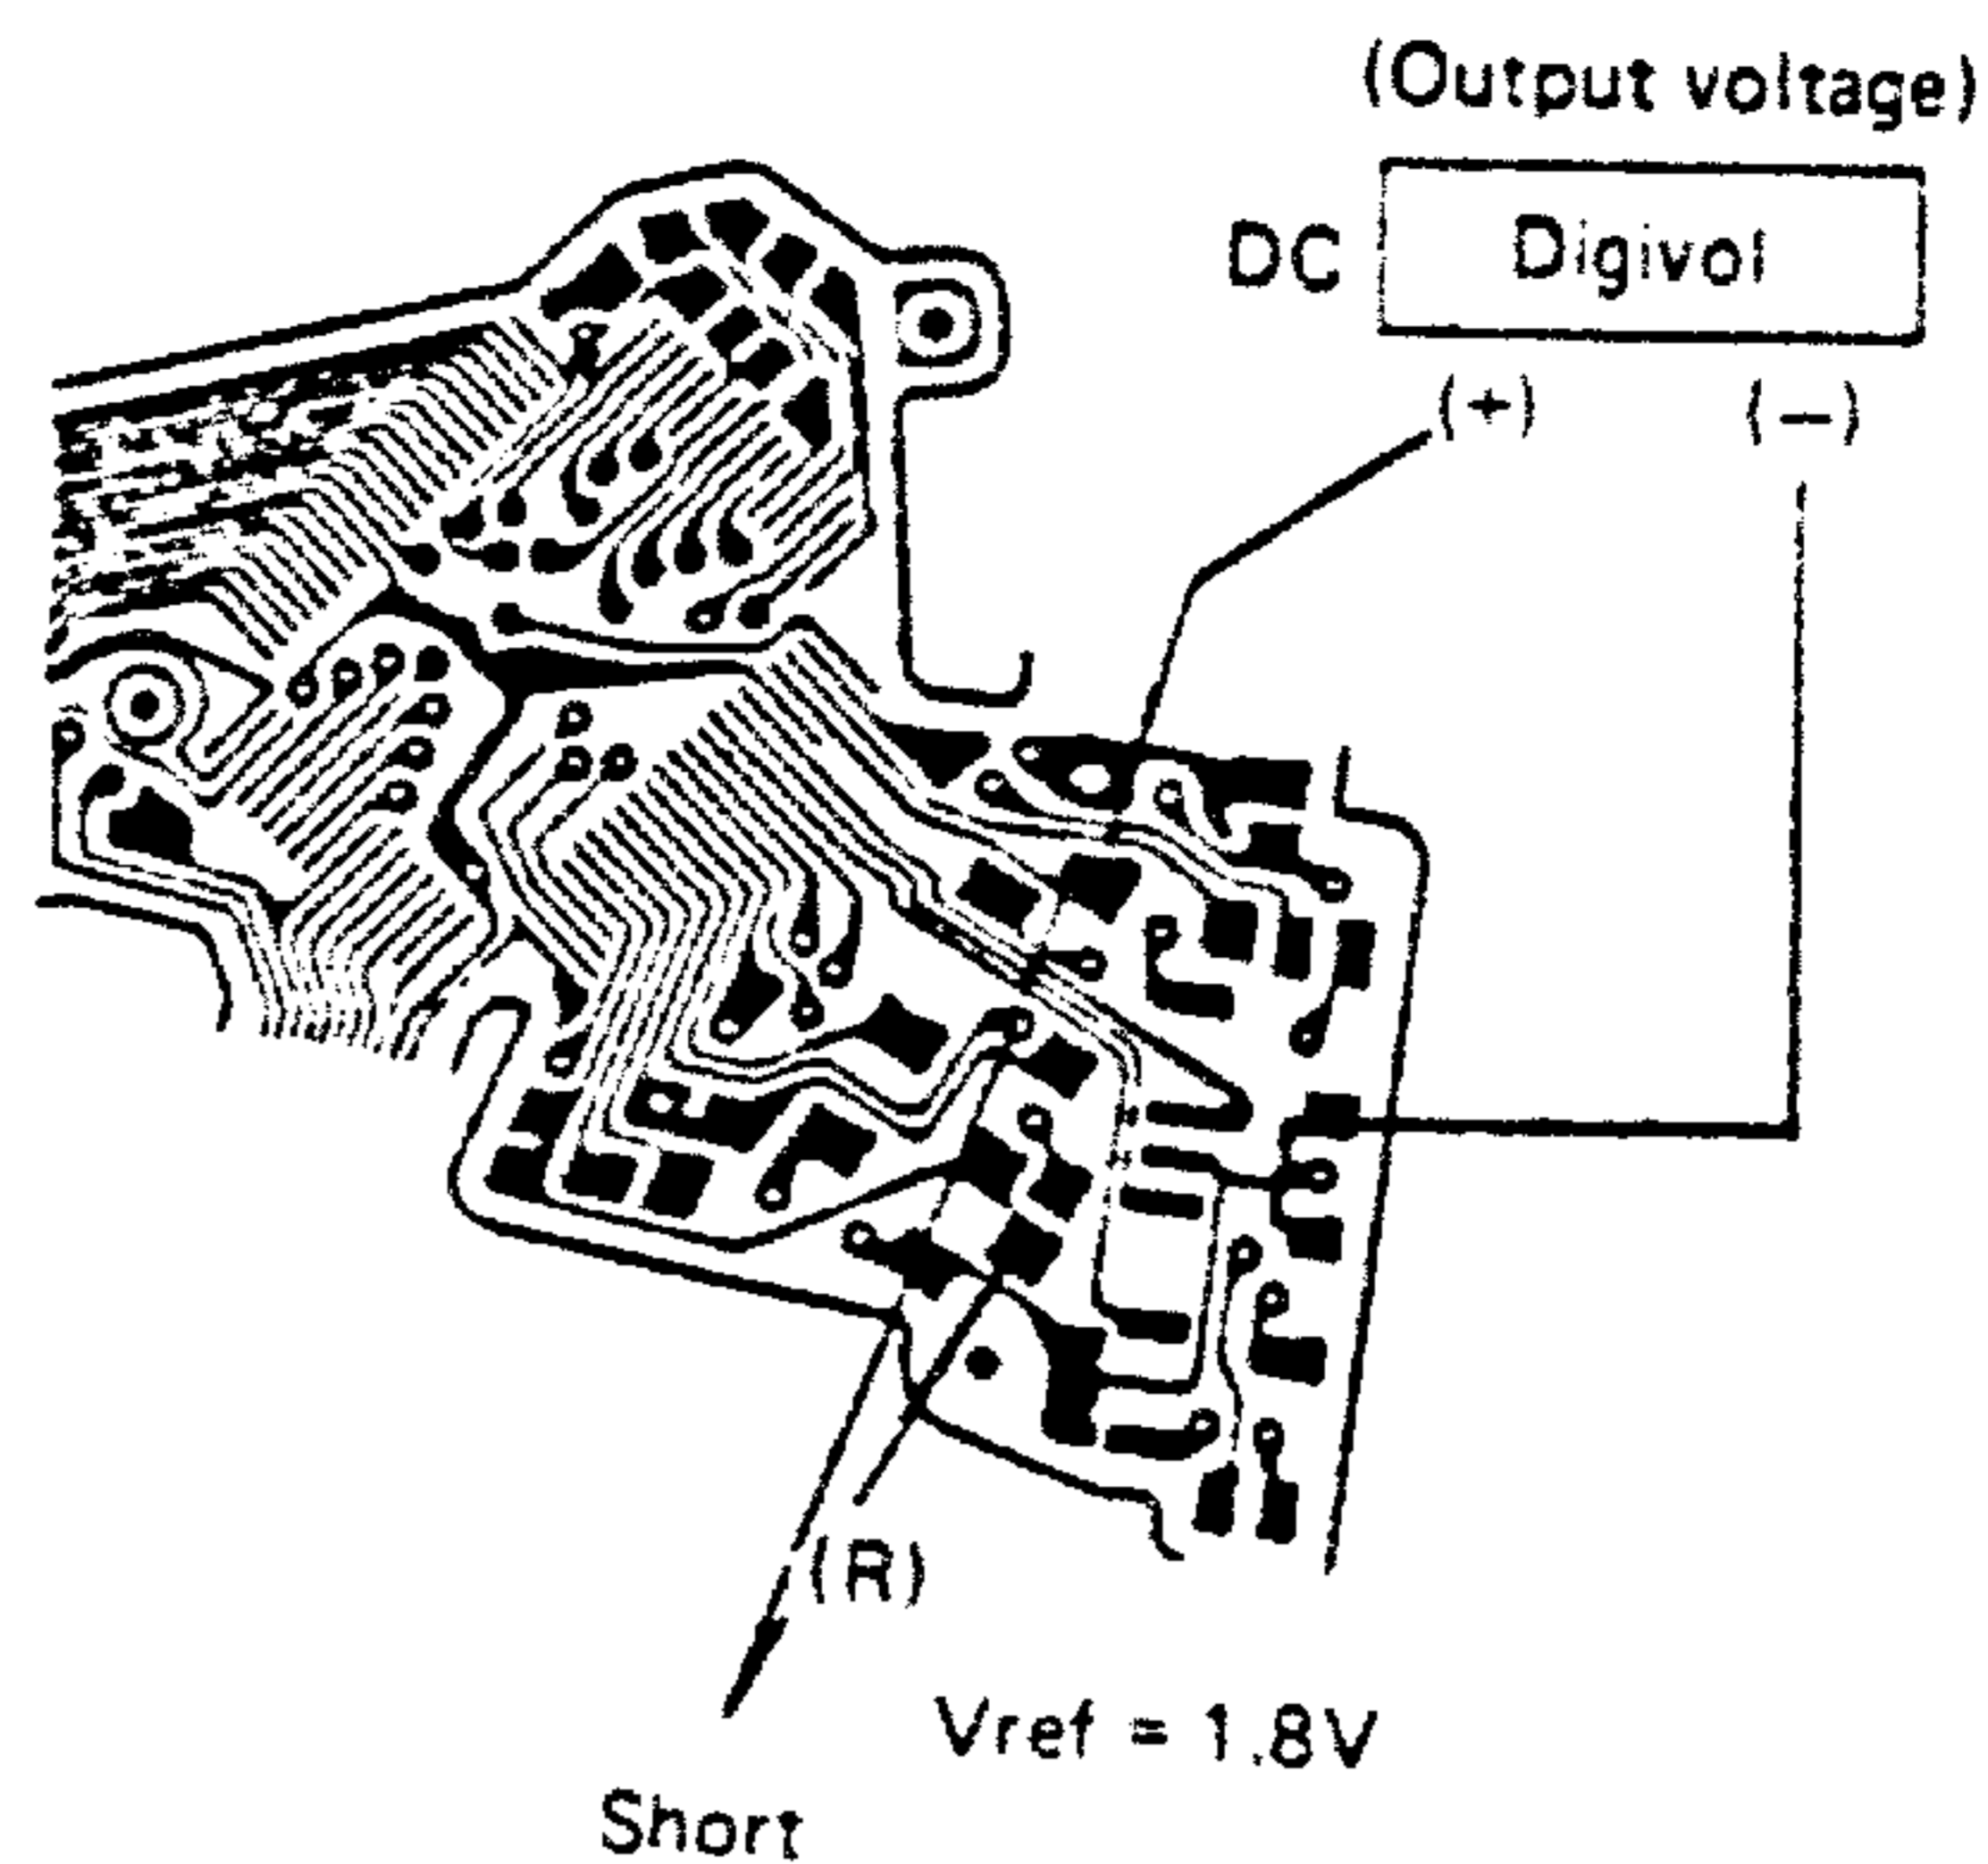 (Output voltage)
DC Digivol
(+) (−)
(R)
Vref = 1.8V
Short